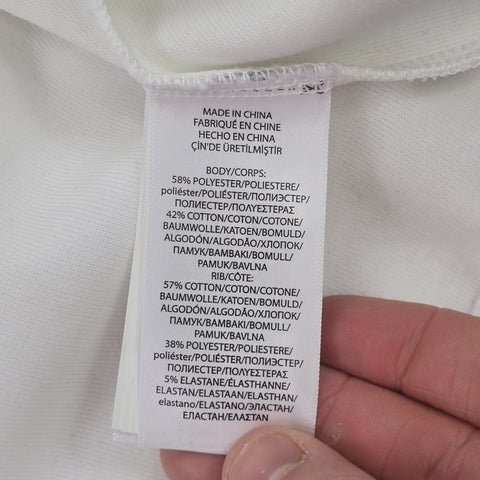 MADE IN CHINA
FABRIQUÉ EN CHINE
HECHO EN CHINA
ÇİN'DE ÜRETİLMİŞTİR
BODY/CORPS:
58% POLYESTER/POLIESTERE/
poliéster/POLIÉSTER/ПОЛИЭСТЕР/
ПОЛИЕСТЕР/ΠΟΛΥΕΣΤΕΡΑΣ
42% COTTON/COTON/COTONE/
BAUMWOLLE/KATOEN/BOMULD/
ALGODÓN/ALGODÃO/ХЛОПОК/
ПАМУК/ΒΑΜΒΑΚΙ/BOMULL/
PAMUK/BAVLNA
RIB/CÔTE:
57% COTTON/COTON/COTONE/
BAUMWOLLE/KATOEN/BOMULD/
ALGODÓN/ALGODÃO/ХЛОПОК/
ПАМУК/ΒΑΜΒΑΚΙ/BOMULL/
PAMUK/BAVLNA
38% POLYESTER/POLIESTERE/
poliéster/POLIÉSTER/ПОЛИЭСТЕР/
ПОЛИЕСТЕР/ΠΟΛΥΕΣΤΕΡΑΣ
5% ELASTANE/ÉLASTHANNE/
ELASTAN/ELASTAAN/ELASTHAN/
elastano/ELASTANO/ЭЛАСТАН/
ЕЛАСТАН/ΕΛΑΣΤΑΝ